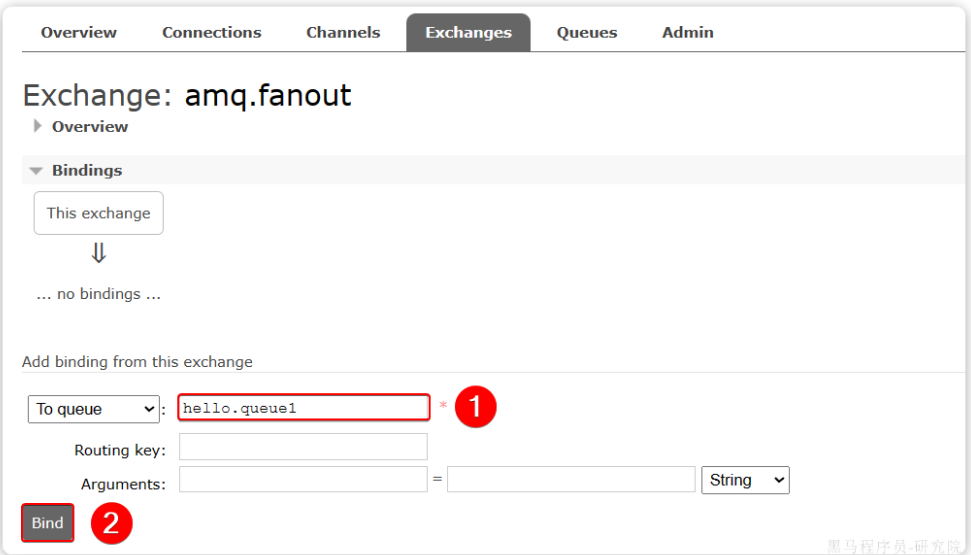 Overview Connections Channels Exchanges Queues Admin
Exchange: amq.fanout
Overview
Bindings
This exchange
⇓
... no bindings ...
Add binding from this exchange
To queue : hello.queue1 * 1
Routing key:
Arguments: = String
Bind 2
黑马程序员-研究院